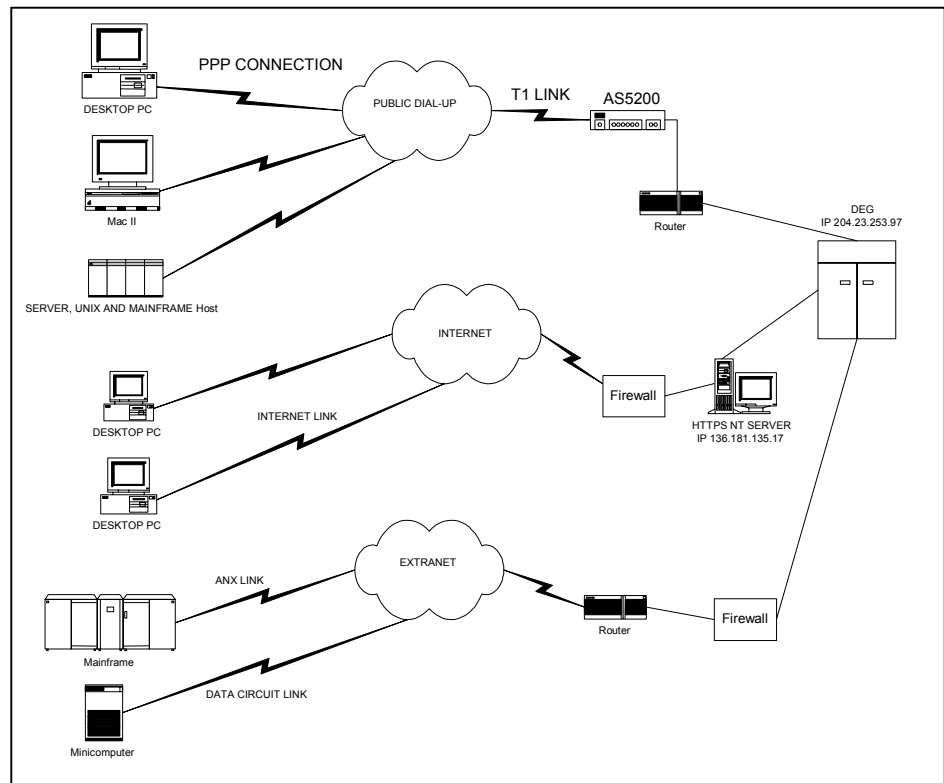 PPP CONNECTION
DESKTOP PC
PUBLIC DIAL-UP
T1 LINK
AS5200
Mac II
Router
DEG
IP 204.23.253.97
SERVER, UNIX AND MAINFRAME Host
INTERNET
DESKTOP PC
INTERNET LINK
Firewall
HTTPS NT SERVER
IP 136.181.135.17
DESKTOP PC
EXTRANET
ANX LINK
Mainframe
Router
Firewall
DATA CIRCUIT LINK
Minicomputer